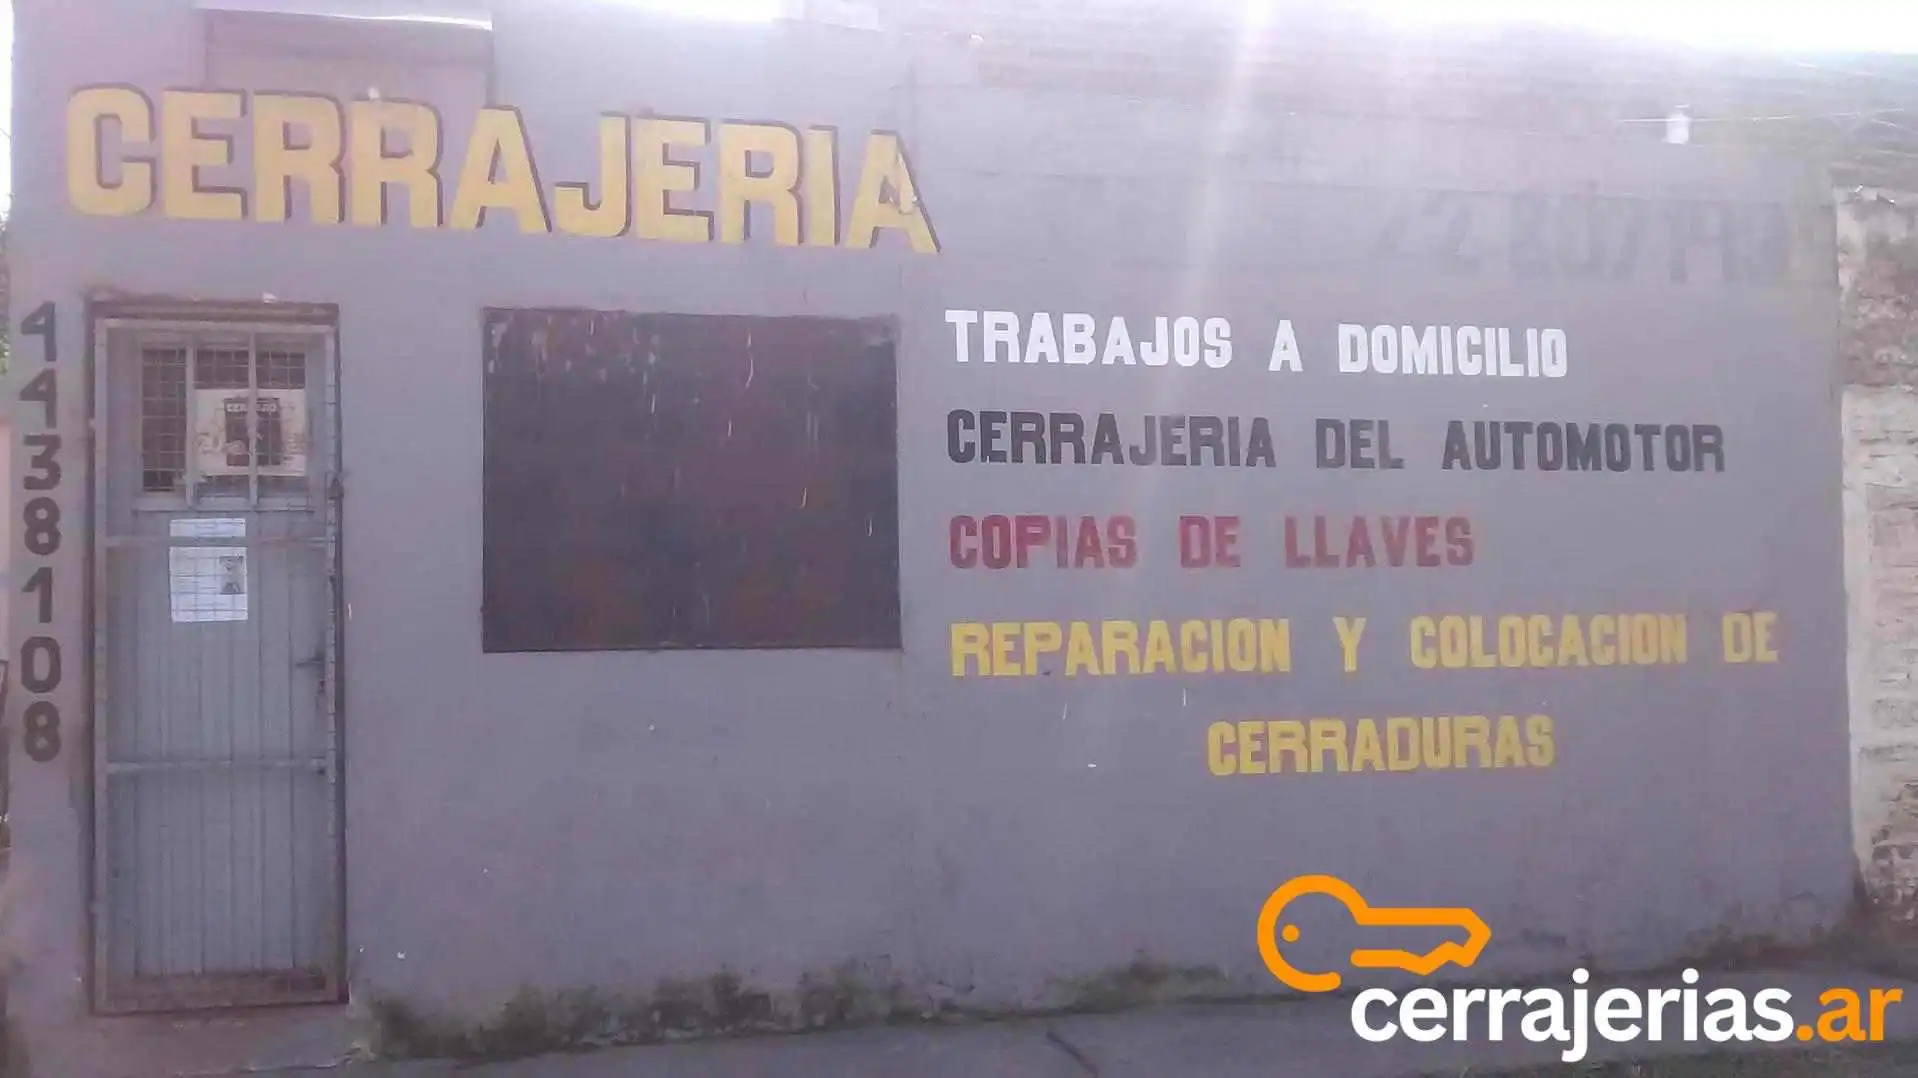 CERRAJERIA
4438108
TRABAJOS A DOMICILIO
CERRAJERIA DEL AUTOMOTOR
COPIAS DE LLAVES
REPARACION Y COLOCACION DE
CERRADURAS
cerrajerias.ar